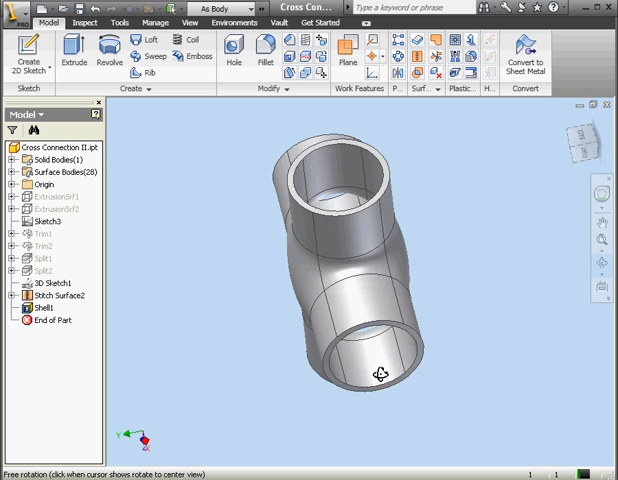 PRO
As Body
Cross Con...
Type a keyword or phrase
Model Inspect Tools Manage View Environments Vault Get Started
Create
2D Sketch
Extrude
Revolve
Loft
Sweep
Rib
Coil
Emboss
Hole
Fillet
Plane
Convert to
Sheet Metal
Sketch
Create
Modify
Work Features
P...
Surf...
Plastic...
H...
Convert
Model
Cross Connection II.ipt
Solid Bodies(1)
Surface Bodies(28)
Origin
ExtrusionSrf1
ExtrusionSrf2
Sketch3
Trim1
Trim2
Split1
Split2
3D Sketch1
Stitch Surface2
Shell1
End of Part
Y
X
Free rotation (click when cursor shows rotate to center view)
1 1